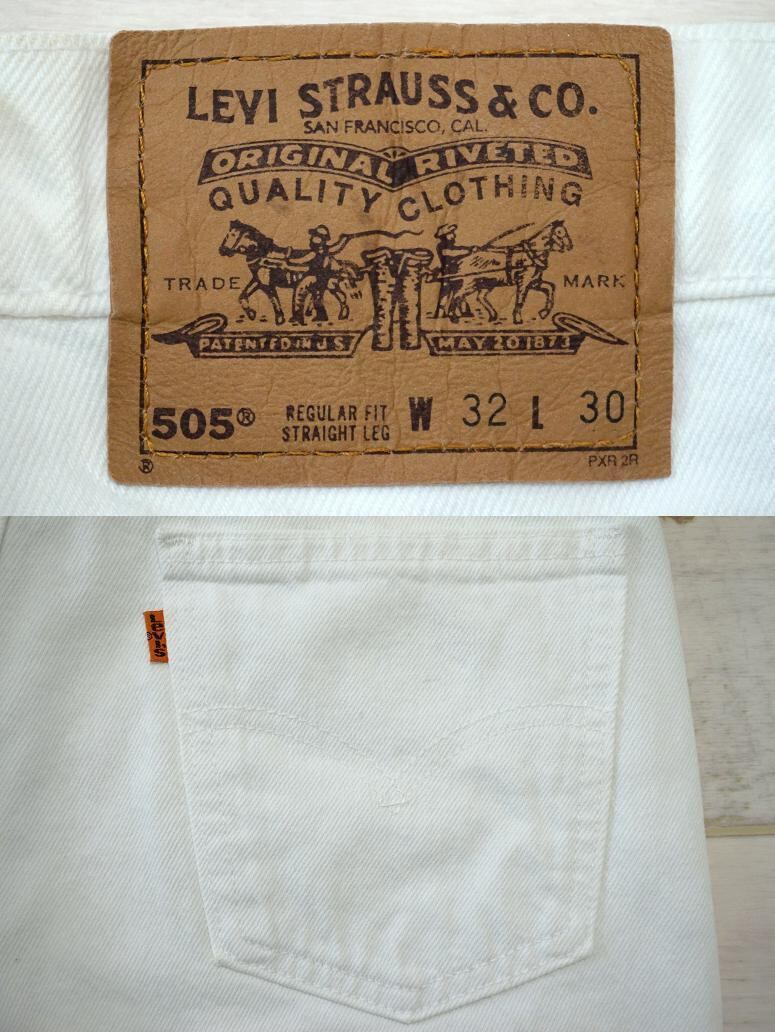 LEVI STRAUSS & CO.
SAN FRANCISCO, CAL.
ORIGINAL RIVETED
QUALITY CLOTHING
TRADE MARK
PATENTED IN U.S. MAY 20 1873
505® REGULAR FIT W 32 L 30
STRAIGHT LEG
® PXR 2R
LEVI'S ®